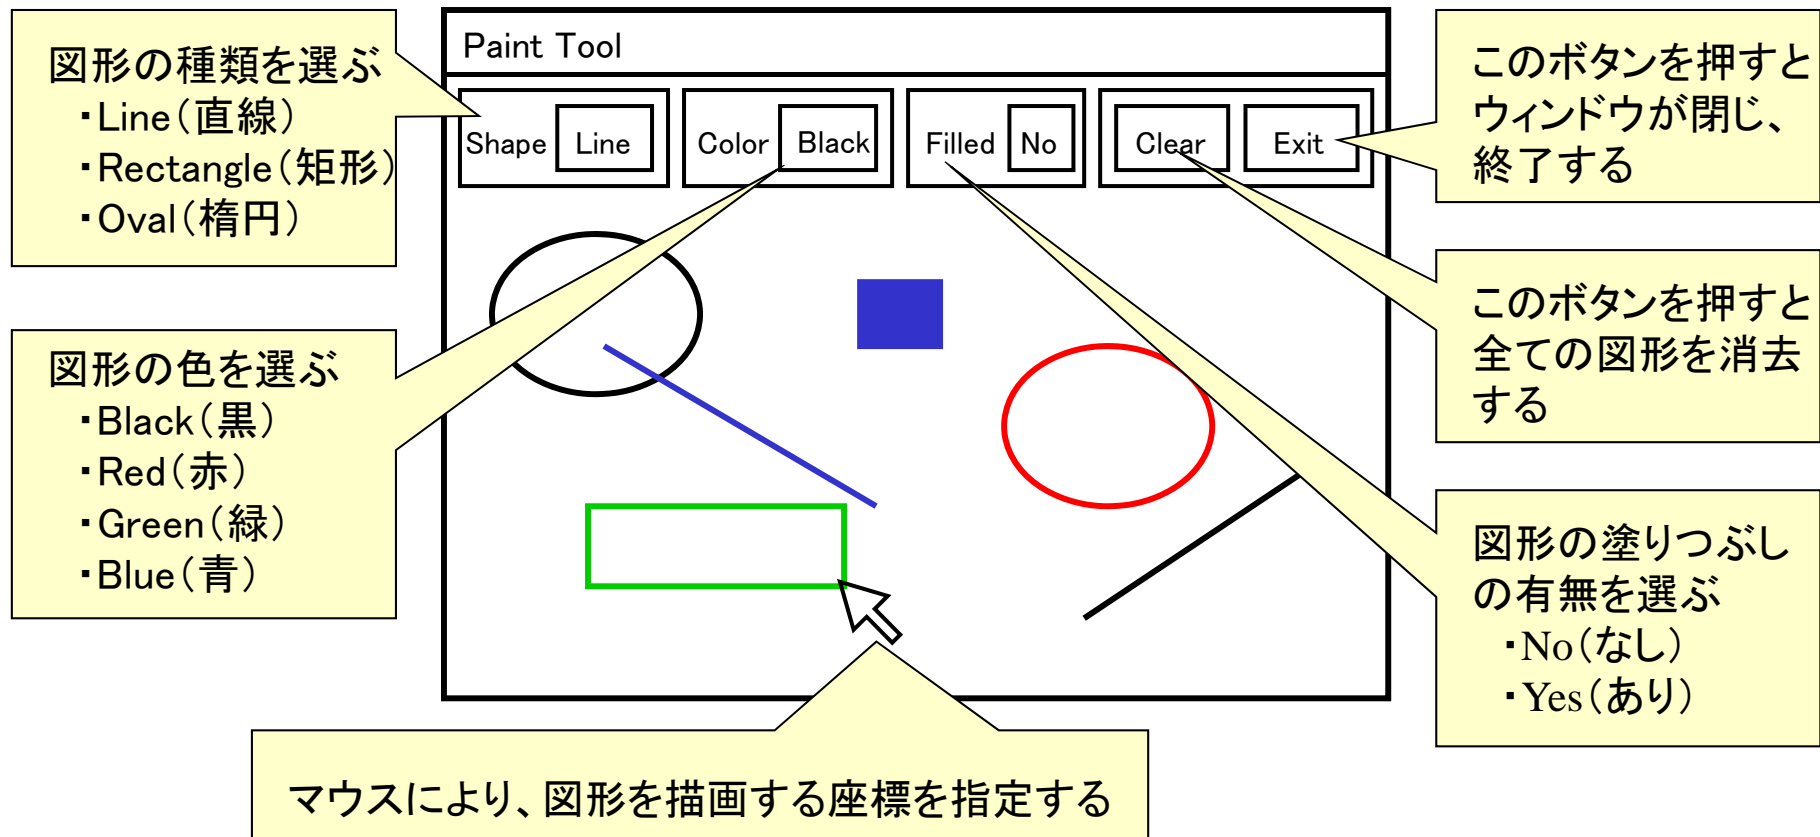 Paint Tool
Shape Line Color Black Filled No Clear Exit
図形の種類を選ぶ
・Line(直線)
・Rectangle(矩形)
・Oval(楕円)
図形の色を選ぶ
・Black(黒)
・Red(赤)
・Green(緑)
・Blue(青)
このボタンを押すと
ウィンドウが閉じ、
終了する
このボタンを押すと
全ての図形を消去
する
図形の塗りつぶし
の有無を選ぶ
・No(なし)
・Yes(あり)
マウスにより、図形を描画する座標を指定する